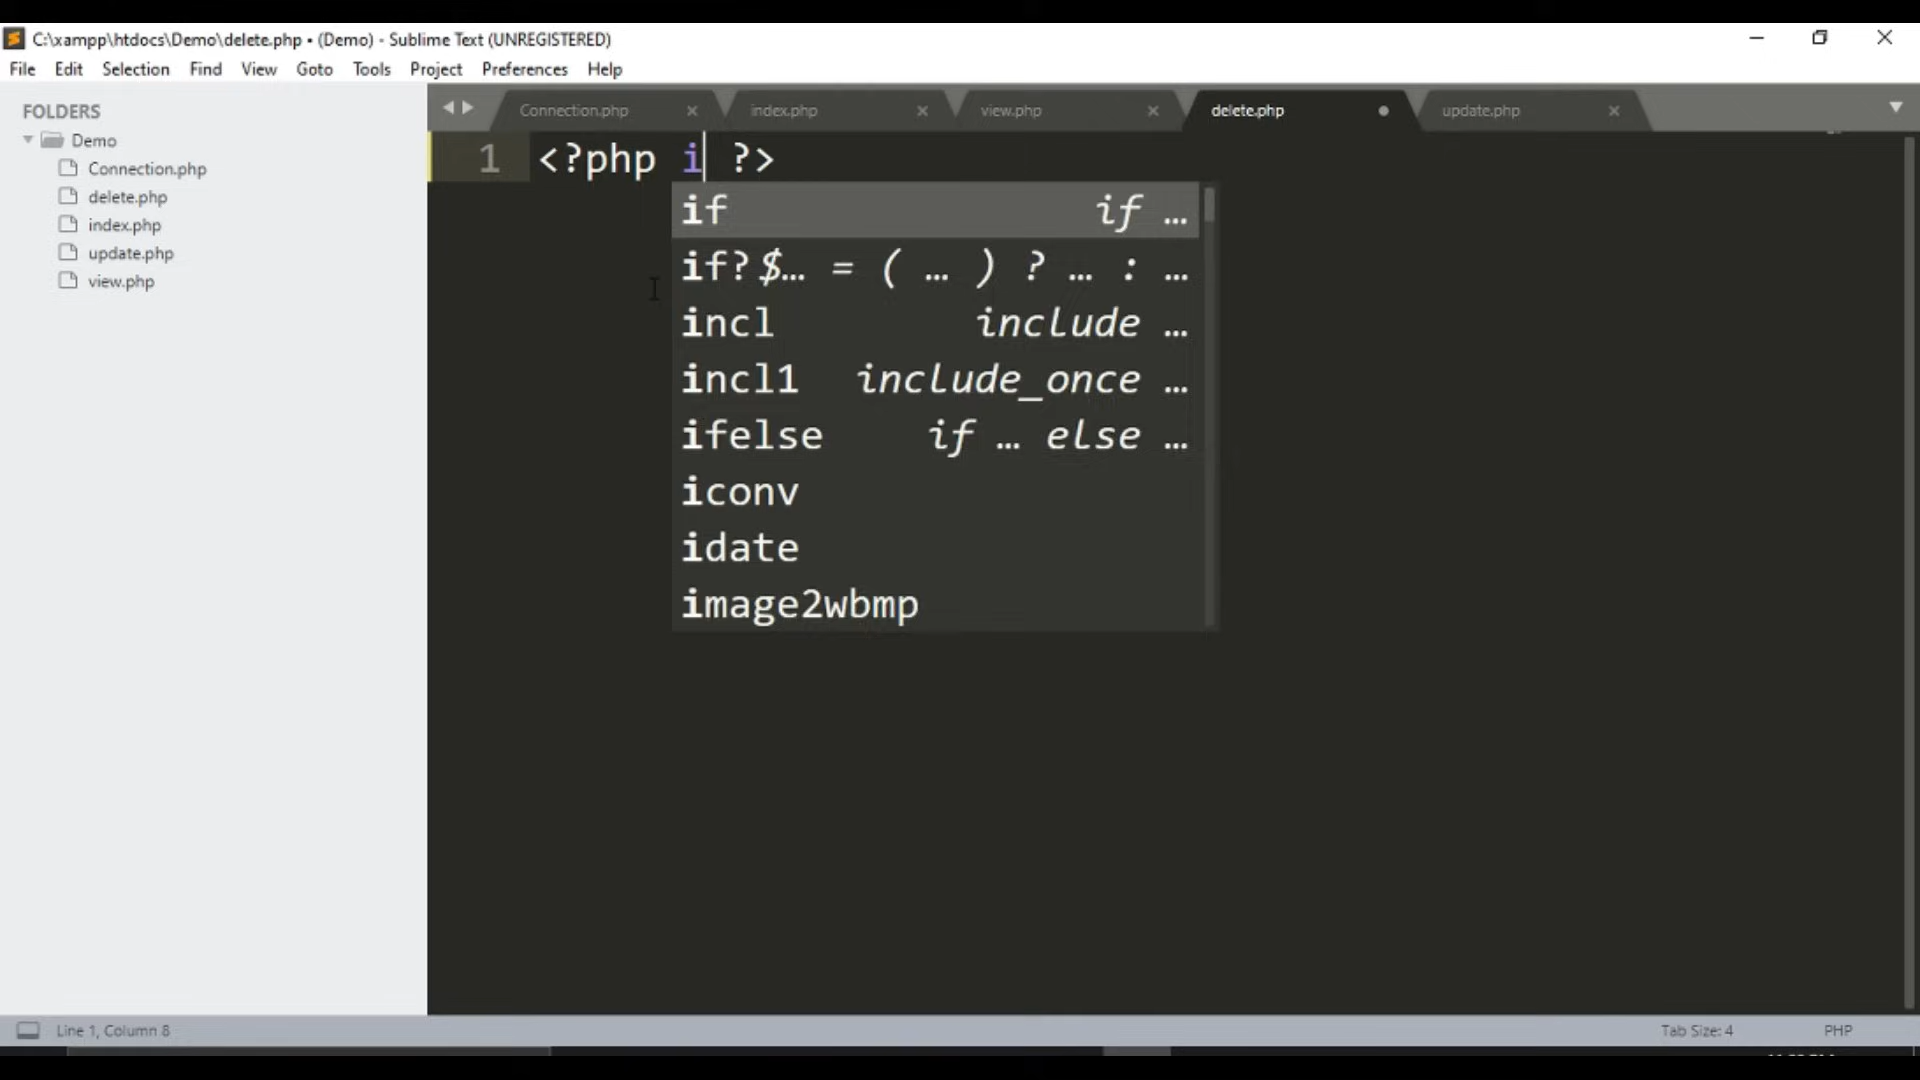 C:\xampp\htdocs\Demo\delete.php • (Demo) - Sublime Text (UNREGISTERED)
File Edit Selection Find View Goto Tools Project Preferences Help
FOLDERS
Demo
Connection.php
delete.php
index.php
update.php
view.php
Connection.php index.php view.php delete.php update.php
1 <?php i ?>
if if …
if? $… = ( … ) ? … : …
incl include …
incl1 include_once …
ifelse if … else …
iconv
idate
image2wbmp
Line 1, Column 8 Tab Size: 4 PHP